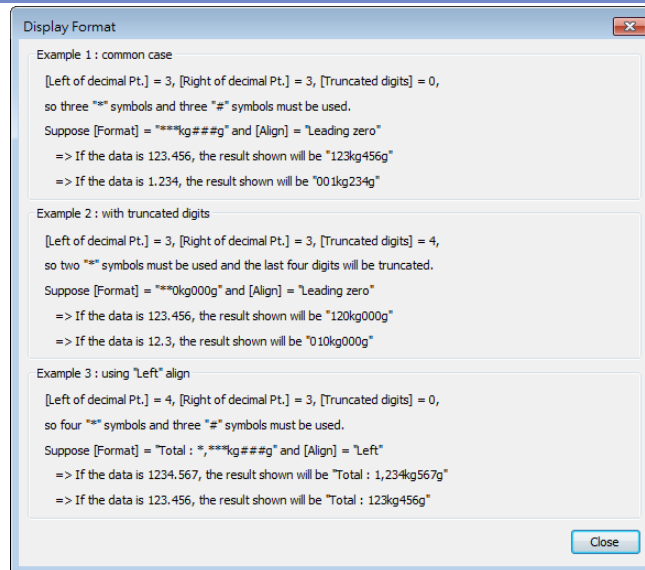 Display Format
Example 1 : common case
[Left of decimal Pt.] = 3, [Right of decimal Pt.] = 3, [Truncated digits] = 0,
so three "*" symbols and three "#" symbols must be used.
Suppose [Format] = "***kg###g" and [Align] = "Leading zero"
=> If the data is 123.456, the result shown will be "123kg456g"
=> If the data is 1.234, the result shown will be "001kg234g"
Example 2 : with truncated digits
[Left of decimal Pt.] = 3, [Right of decimal Pt.] = 3, [Truncated digits] = 4,
so two "*" symbols must be used and the last four digits will be truncated.
Suppose [Format] = "**0kg000g" and [Align] = "Leading zero"
=> If the data is 123.456, the result shown will be "120kg000g"
=> If the data is 12.3, the result shown will be "010kg000g"
Example 3 : using "Left" align
[Left of decimal Pt.] = 4, [Right of decimal Pt.] = 3, [Truncated digits] = 0,
so four "*" symbols and three "#" symbols must be used.
Suppose [Format] = "Total : *,***kg###g" and [Align] = "Left"
=> If the data is 1234.567, the result shown will be "Total : 1,234kg567g"
=> If the data is 123.456, the result shown will be "Total : 123kg456g"
Close